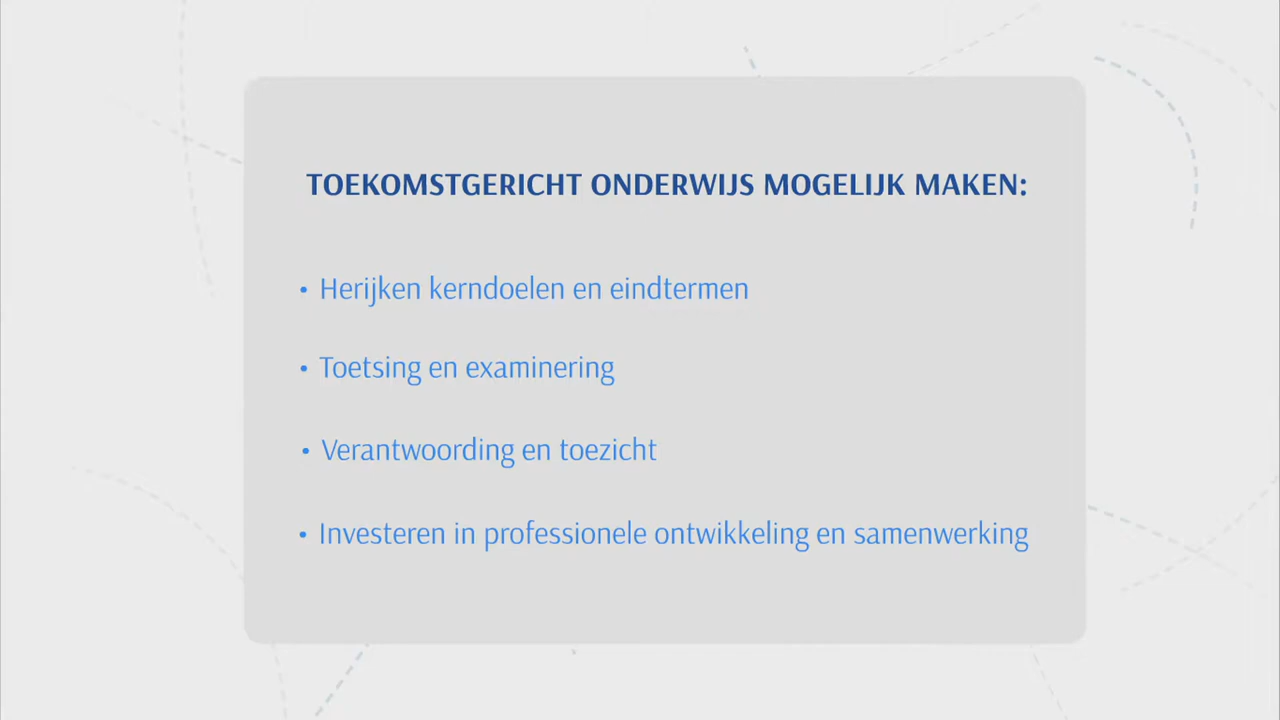 TOEKOMSTGERICHT ONDERWIJS MOGELIJK MAKEN:
• Herijken kerndoelen en eindtermen
• Toetsing en examinering
• Verantwoording en toezicht
• Investeren in professionele ontwikkeling en samenwerking